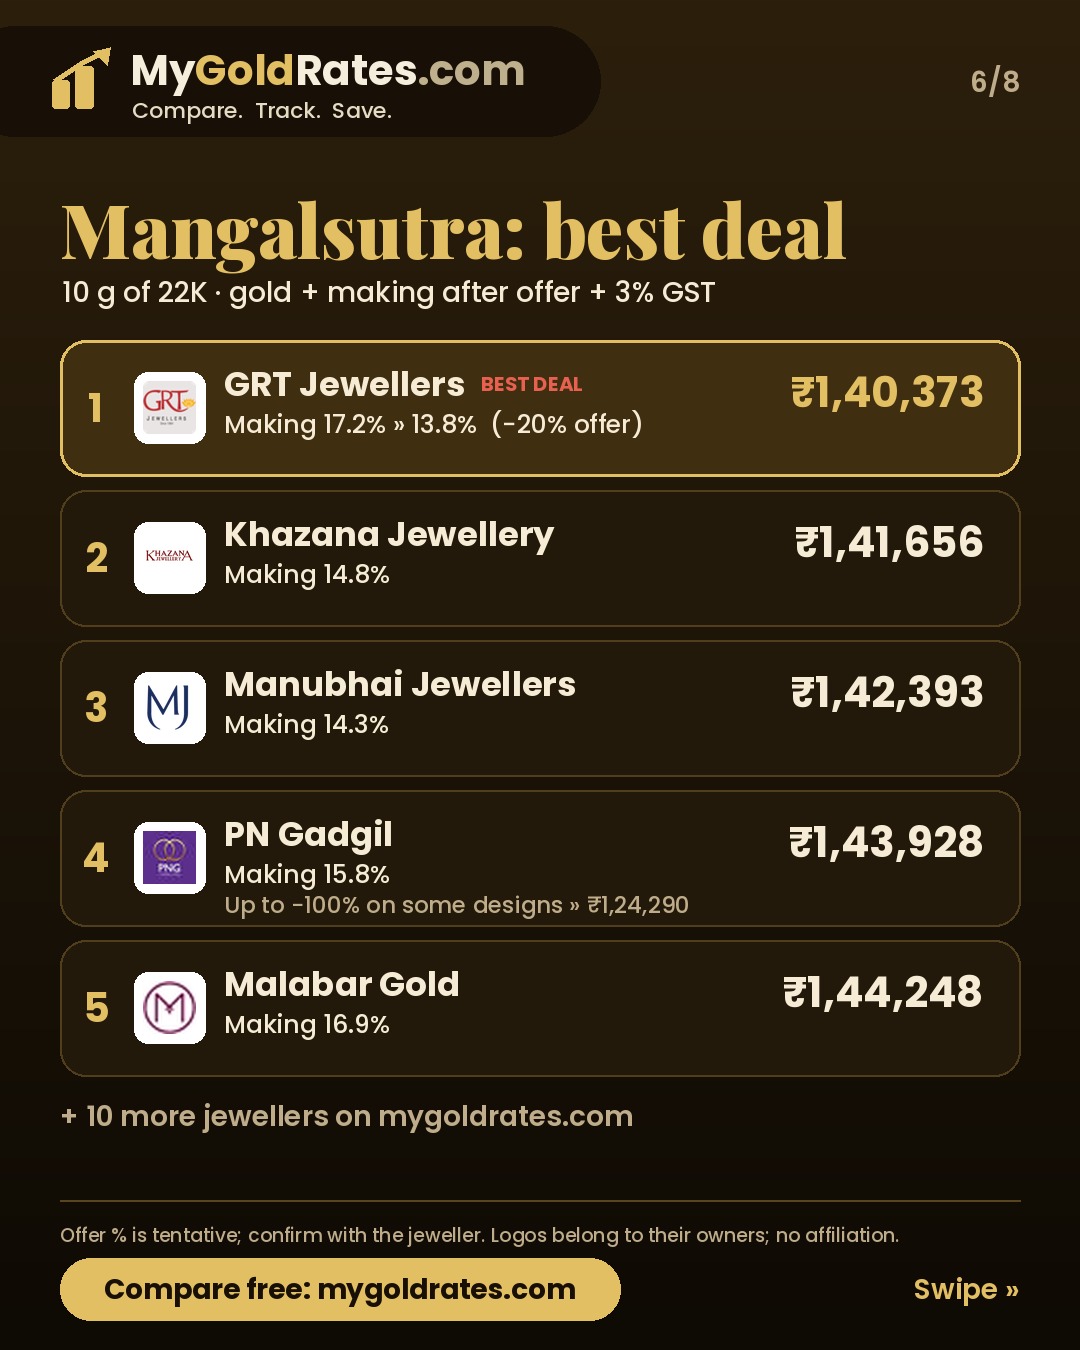 MyGoldRates.com
Compare. Track. Save.
6/8
Mangalsutra: best deal
10 g of 22K · gold + making after offer + 3% GST
1
GRT
JEWELLERS
GRT Jewellers BEST DEAL
Making 17.2% » 13.8% (-20% offer)
₹1,40,373
2
KHAZANA
JEWELLERY
Khazana Jewellery
Making 14.8%
₹1,41,656
3
MJ
Manubhai Jewellers
Making 14.3%
₹1,42,393
4
PNG
PN Gadgil
Making 15.8%
Up to -100% on some designs » ₹1,24,290
₹1,43,928
5
M
Malabar Gold
Making 16.9%
₹1,44,248
+ 10 more jewellers on mygoldrates.com
Offer % is tentative; confirm with the jeweller. Logos belong to their owners; no affiliation.
Compare free: mygoldrates.com
Swipe »